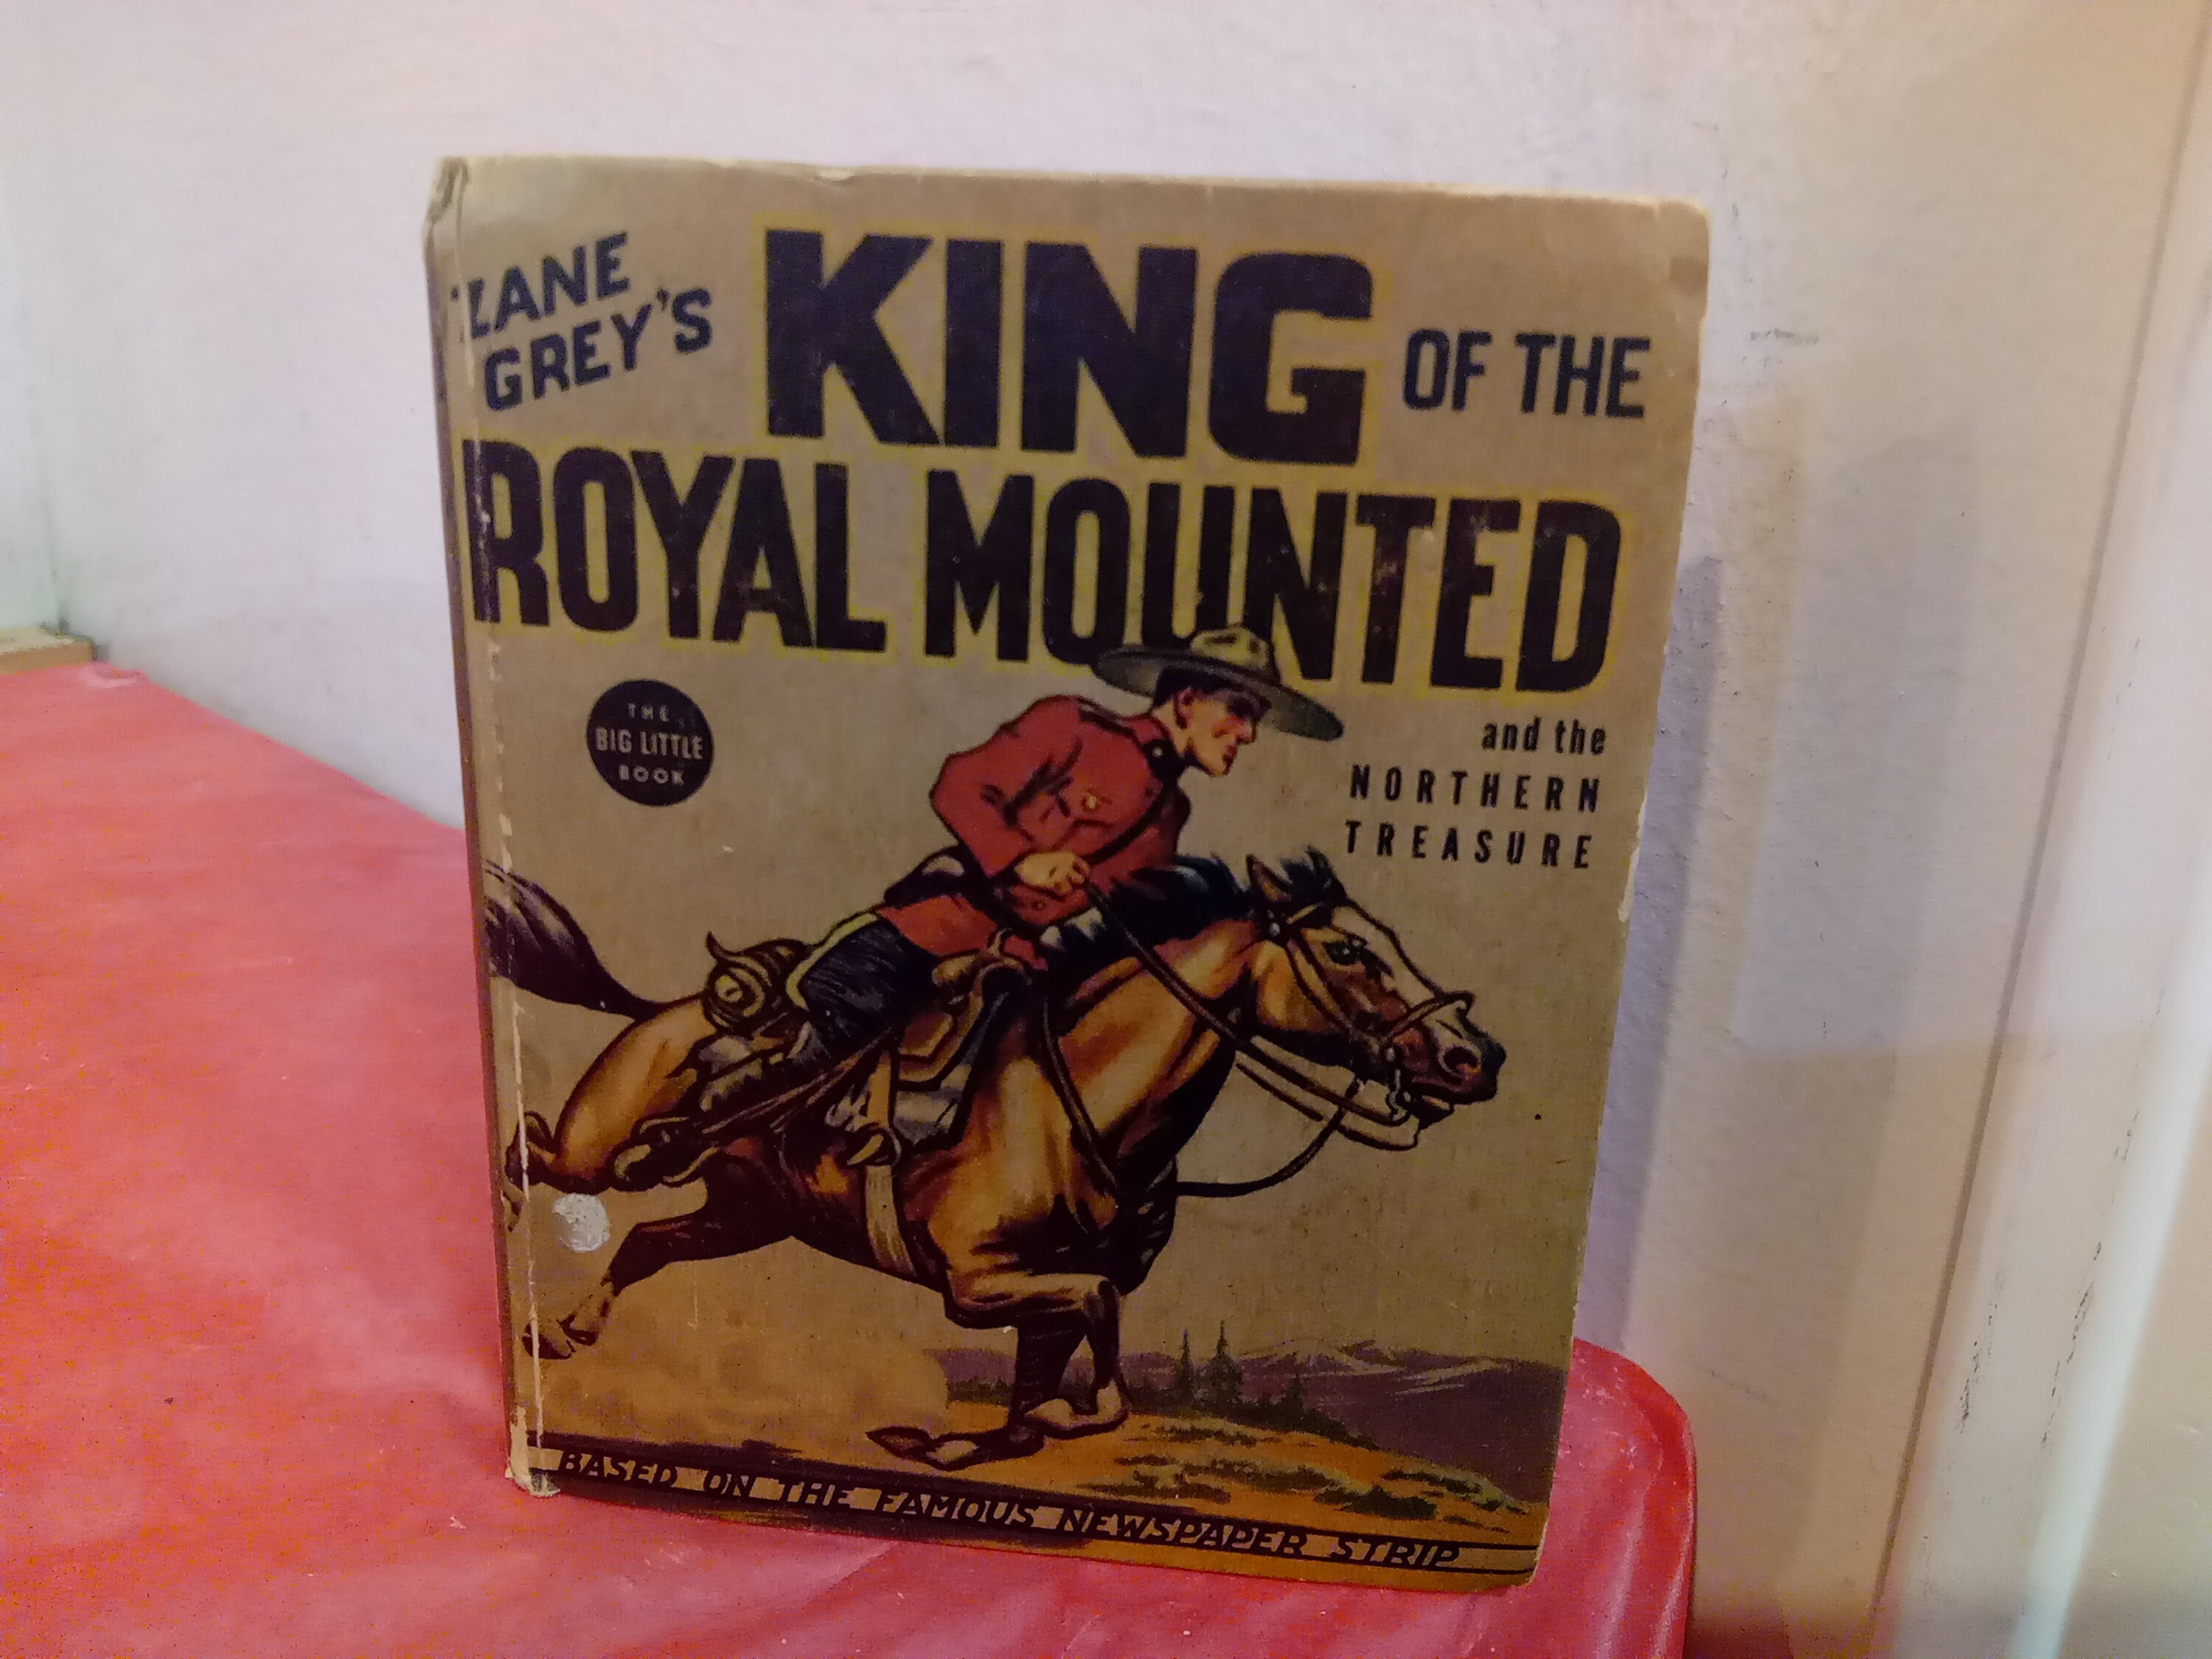 ZANE
GREY'S
KING OF THE
ROYAL MOUNTED
THE
BIG LITTLE
BOOK
and the
NORTHERN
TREASURE
BASED ON THE FAMOUS NEWSPAPER STRIP